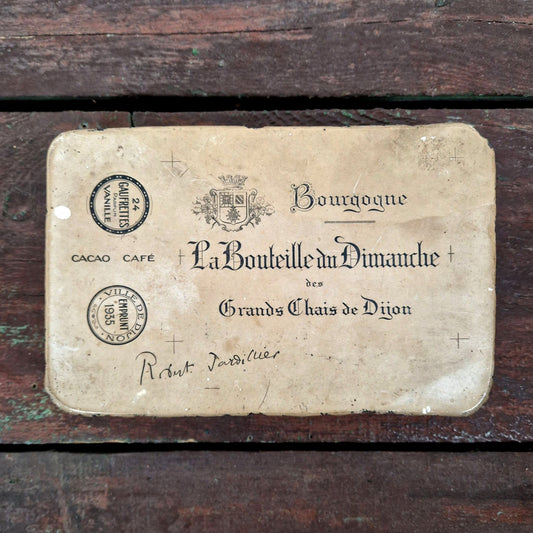 24
GAUFRETTES
VANILLE
CACAO CAFÉ
VILLE DE DIJON
EMPRUNT
1935
Bourgogne
La Bouteille du Dimanche
des
Grands Chais de Dijon
Robert Jardillier